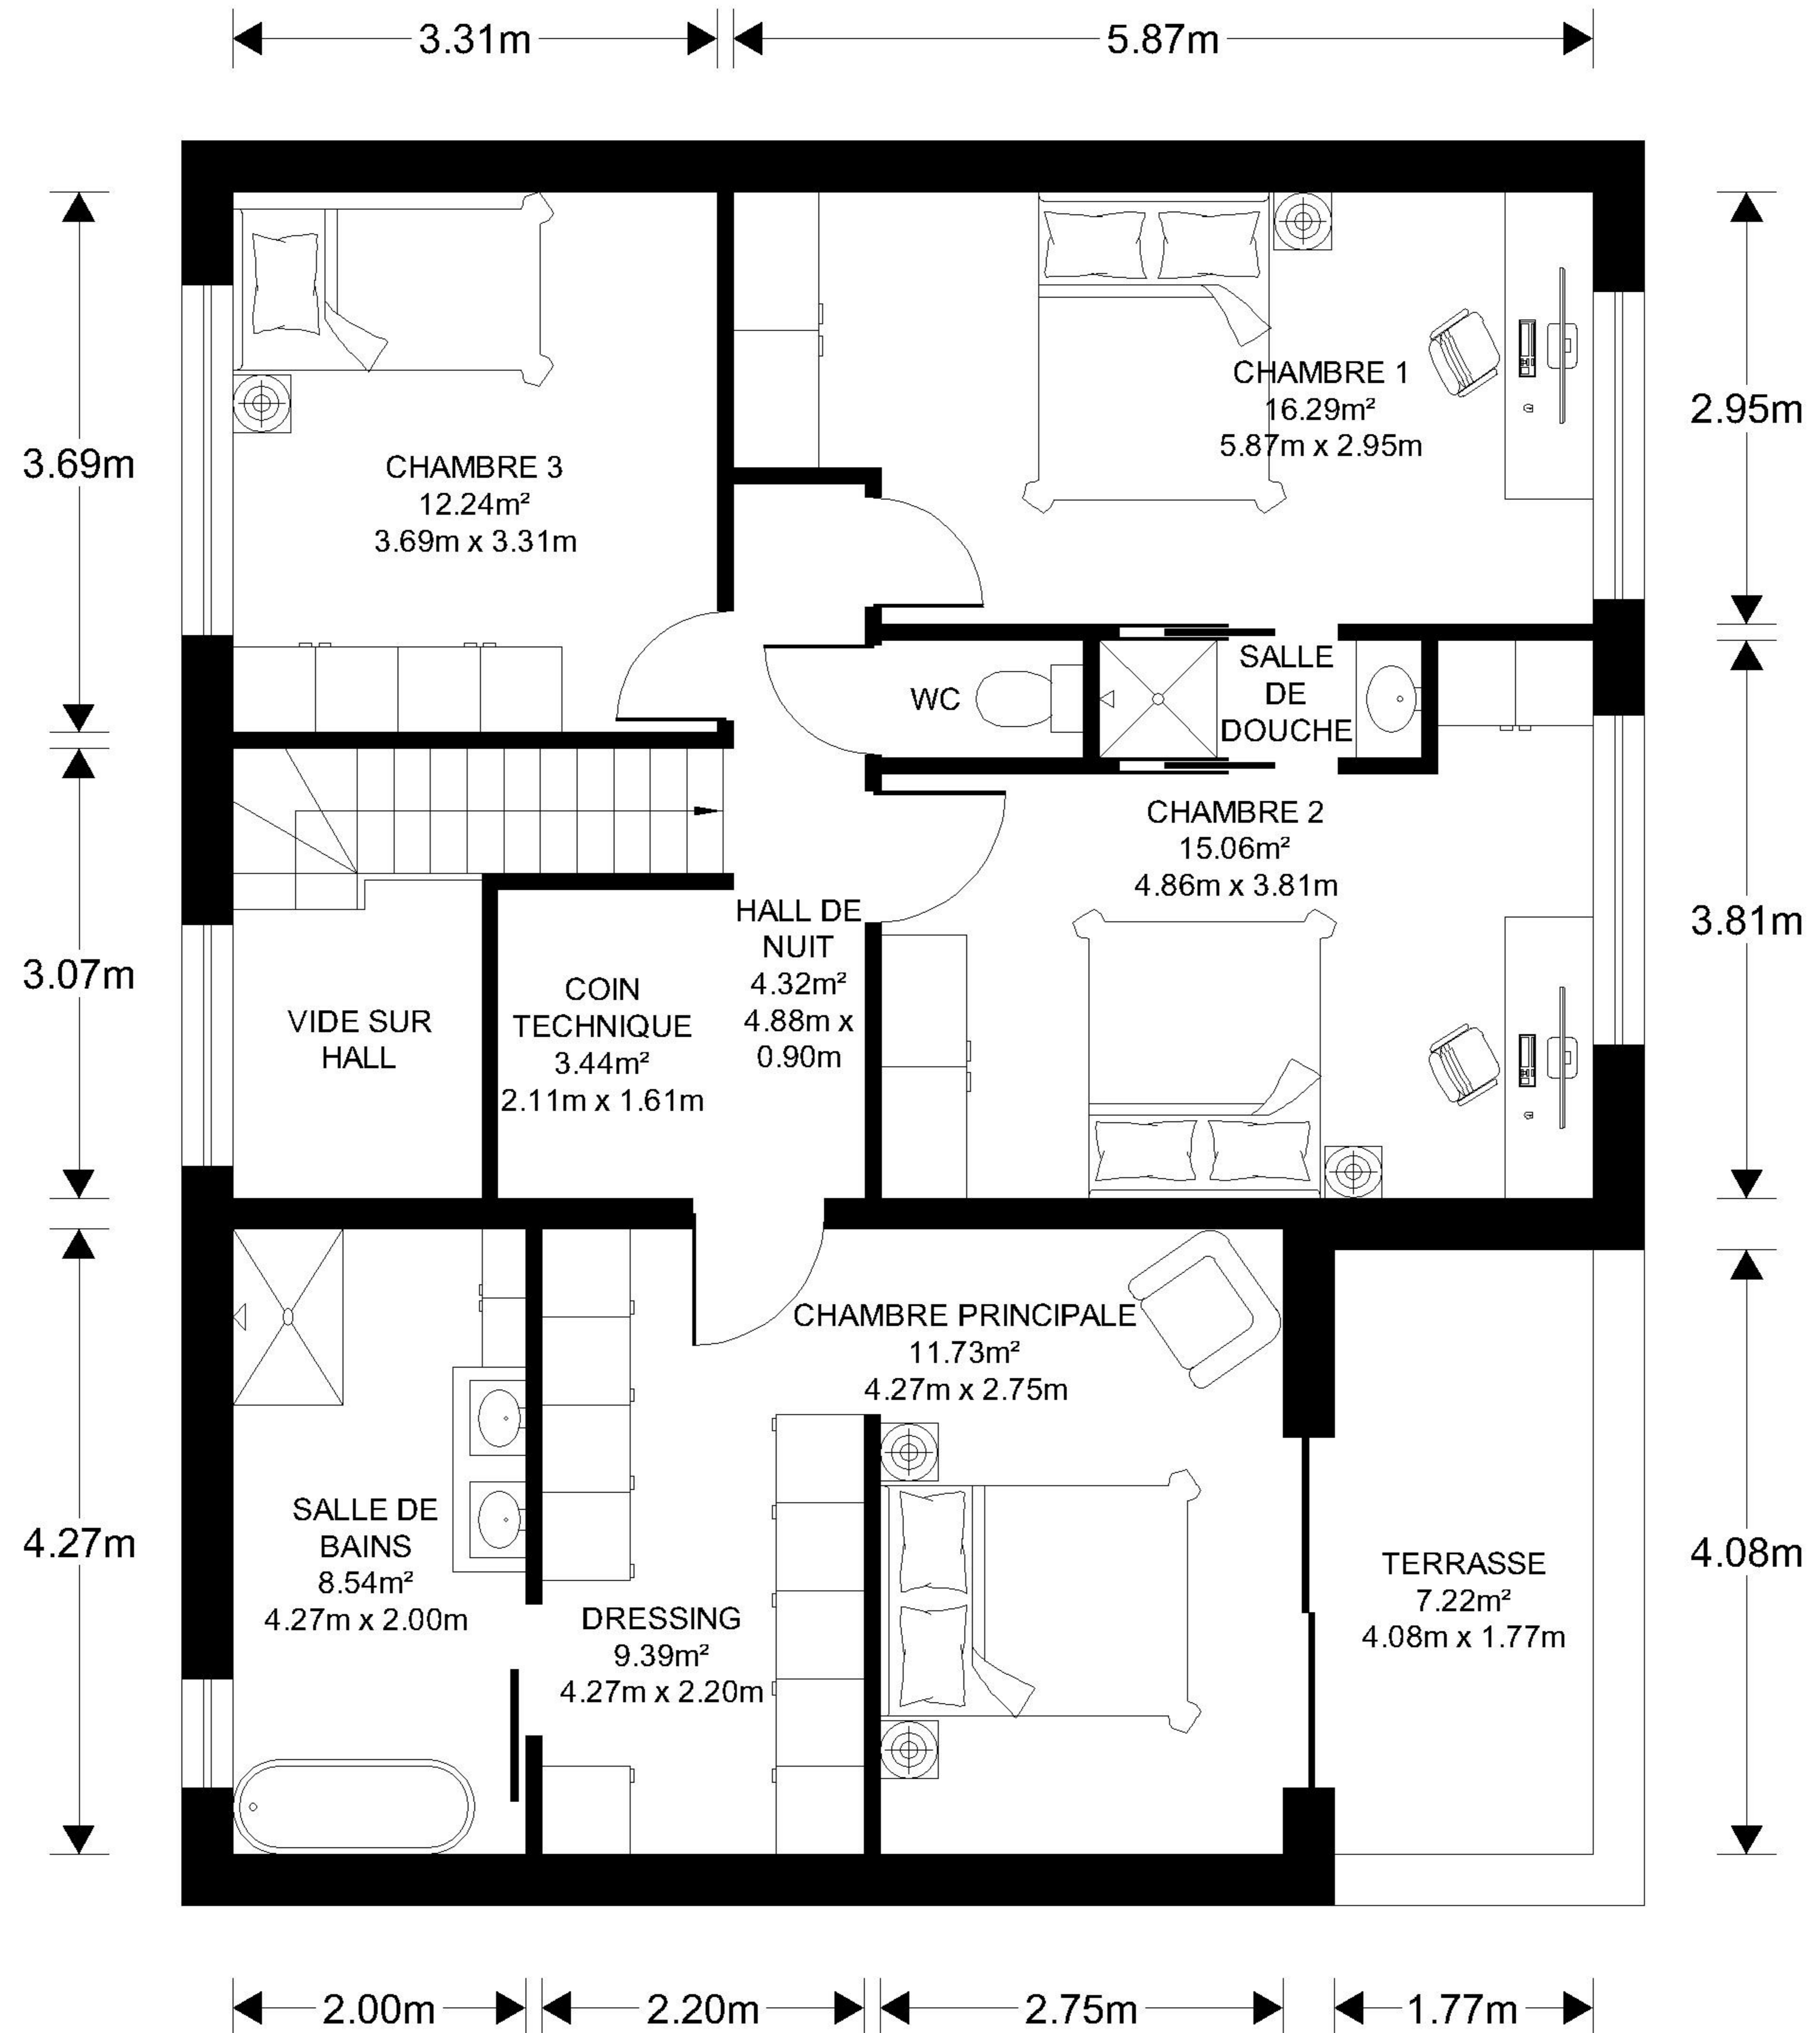 3.31m
5.87m
3.69m
2.95m
CHAMBRE 3
12.24m²
3.69m x 3.31m
CHAMBRE 1
16.29m²
5.87m x 2.95m
WC
SALLE
DE
DOUCHE
CHAMBRE 2
15.06m²
4.86m x 3.81m
3.07m
3.81m
VIDE SUR
HALL
COIN
TECHNIQUE
3.44m²
2.11m x 1.61m
HALL DE
NUIT
4.32m²
4.88m x
0.90m
CHAMBRE PRINCIPALE
11.73m²
4.27m x 2.75m
4.27m
SALLE DE
BAINS
8.54m²
4.27m x 2.00m
DRESSING
9.39m²
4.27m x 2.20m
TERRASSE
7.22m²
4.08m x 1.77m
4.08m
2.00m
2.20m
2.75m
1.77m